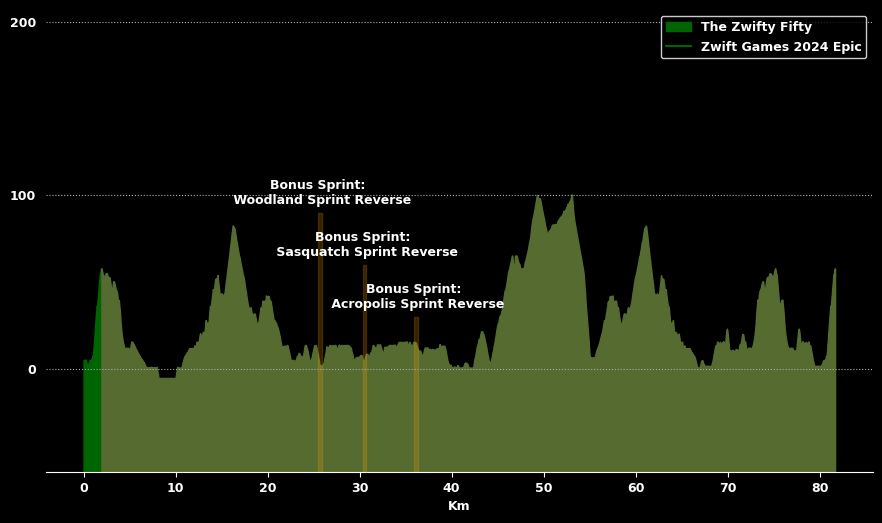 200
The Zwifty Fifty
Zwift Games 2024 Epic
Bonus Sprint:
Woodland Sprint Reverse
100
Bonus Sprint:
Sasquatch Sprint Reverse
Bonus Sprint:
Acropolis Sprint Reverse
0
0 10 20 30 40 50 60 70 80
Km